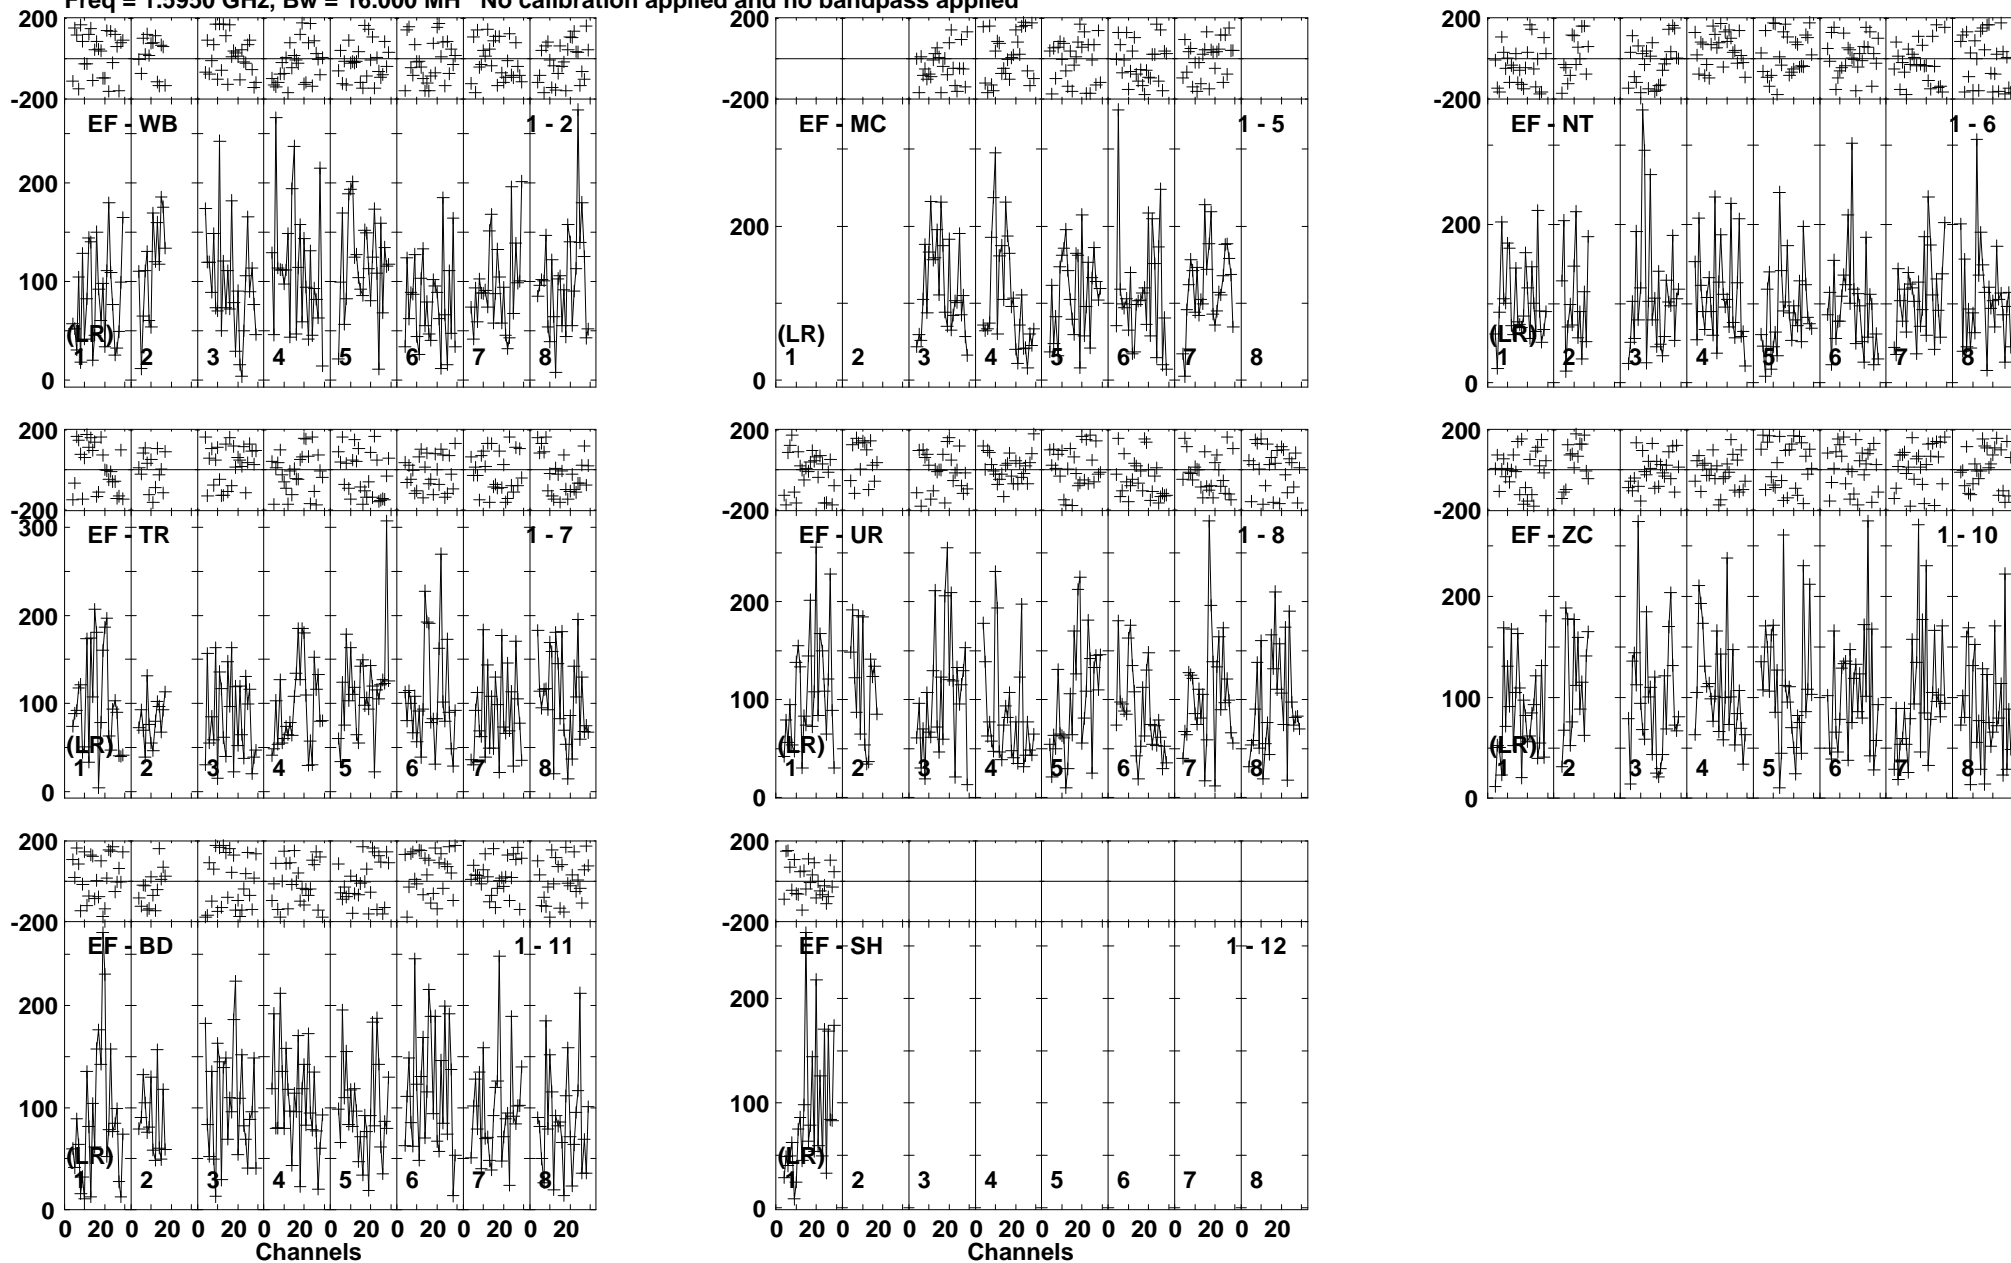 Freq = 1.5950 GHz, Bw = 16.000 MH No calibration applied and no bandpass applied
200
-200
EF - WB 1 - 2
200
100
0
(LR)
1 2 3 4 5 6 7 8
200
-200
EF - MC 1 - 5
200
0
(LR)
1 2 3 4 5 6 7 8
200
-200
EF - NT 1 - 6
200
0
(LR)
1 2 3 4 5 6 7 8
200
-200
300
EF - TR 1 - 7
200
100
0
(LR)
1 2 3 4 5 6 7 8
200
-200
EF - UR 1 - 8
200
100
0
(LR)
1 2 3 4 5 6 7 8
200
-200
EF - ZC 1 - 10
200
100
0
(LR)
1 2 3 4 5 6 7 8
200
-200
EF - BD 1 - 11
200
100
0
(LR)
1 2 3 4 5 6 7 8
0 20 0 20 0 20 0 20 0 20 0 20 0 20 0 20
Channels
200
-200
EF - SH 1 - 12
200
100
0
(LR)
1 2 3 4 5 6 7 8
0 20 0 20 0 20 0 20 0 20 0 20 0 20 0 20
Channels